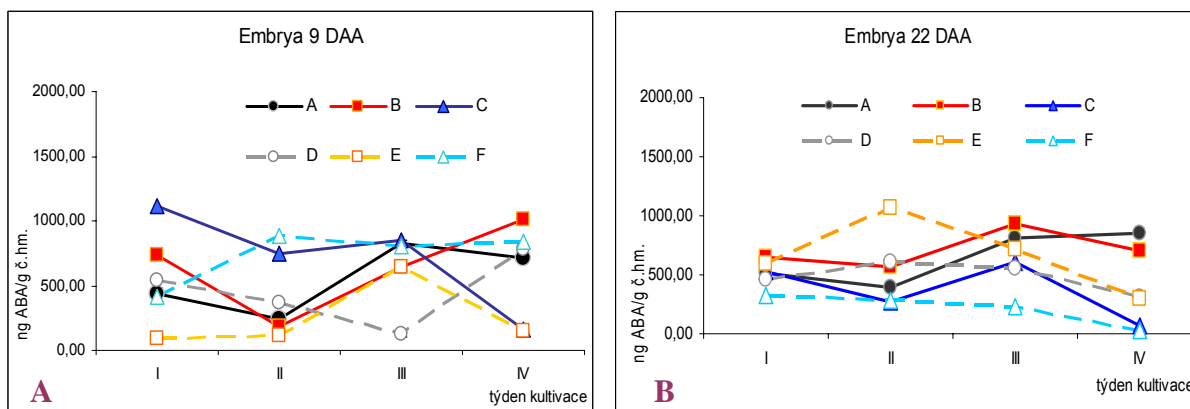 Embrya 9 DAA
2000,00
1500,00
1000,00
500,00
0,00
ng ABA/g č.hm.
A B C
D E F
I II III IV
týden kultivace
A
Embrya 22 DAA
2000,00
1500,00
1000,00
500,00
0,00
ng ABA/g č.hm.
A B C
D E F
I II III IV
týden kultivace
B